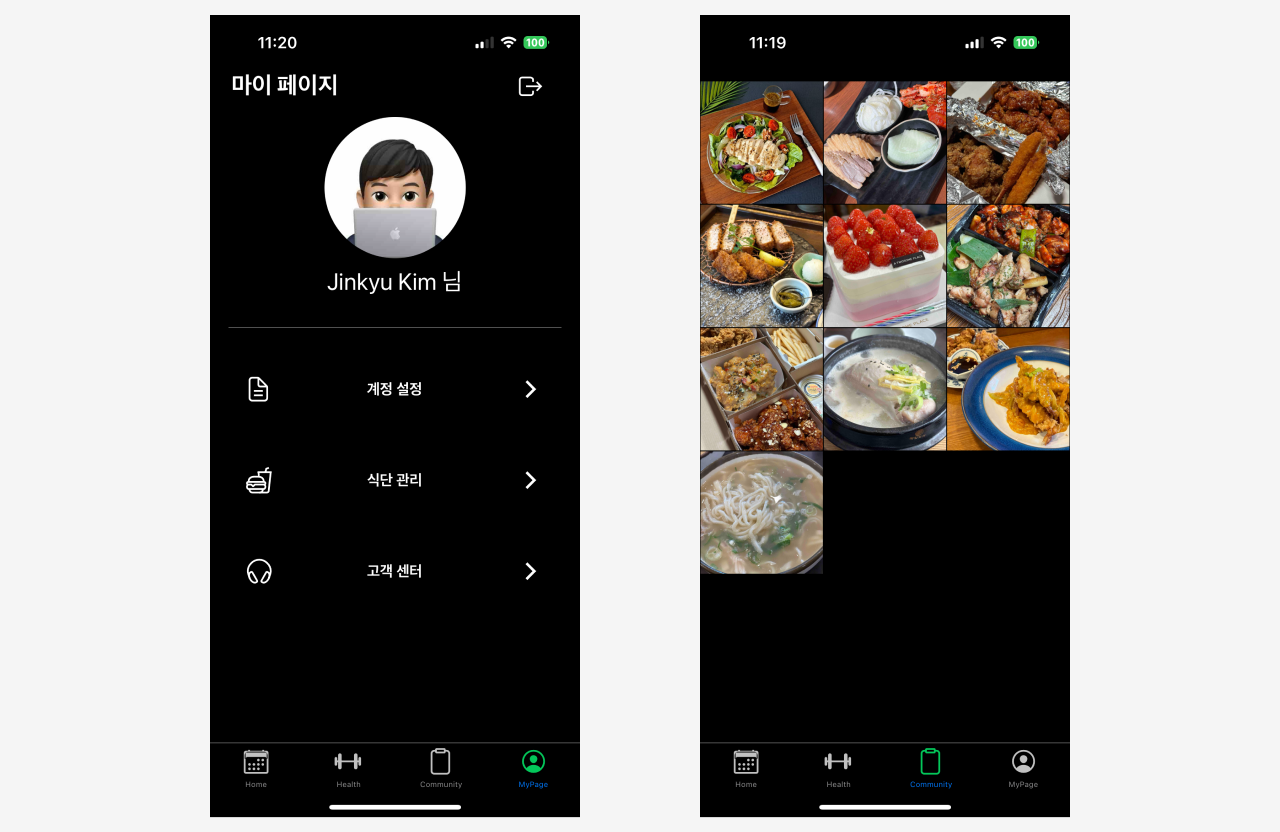 11:20
100
마이 페이지
Jinkyu Kim 님
계정 설정
식단 관리
고객 센터
Home
Health
Community
MyPage
11:19
100
Home
Health
Community
MyPage